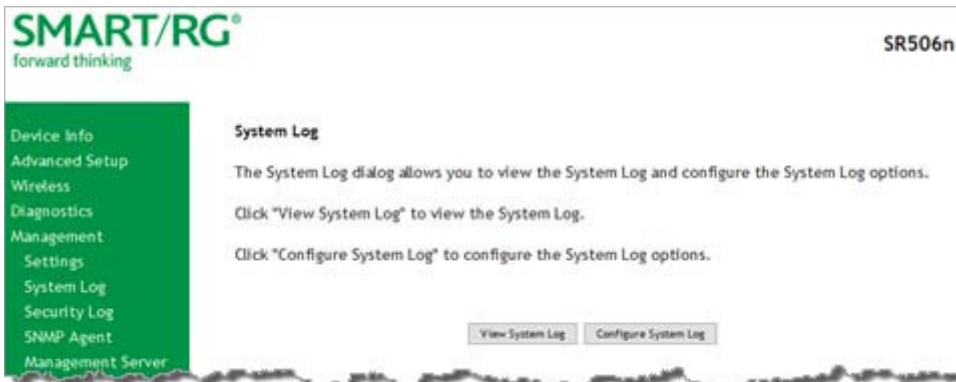 SMART/RG®
forward thinking
SR506n
Device Info
Advanced Setup
Wireless
Diagnostics
Management
Settings
System Log
Security Log
SNMP Agent
Management Server
System Log
The System Log dialog allows you to view the System Log and configure the System Log options.
Click "View System Log" to view the System Log.
Click "Configure System Log" to configure the System Log options.
View System Log
Configure System Log